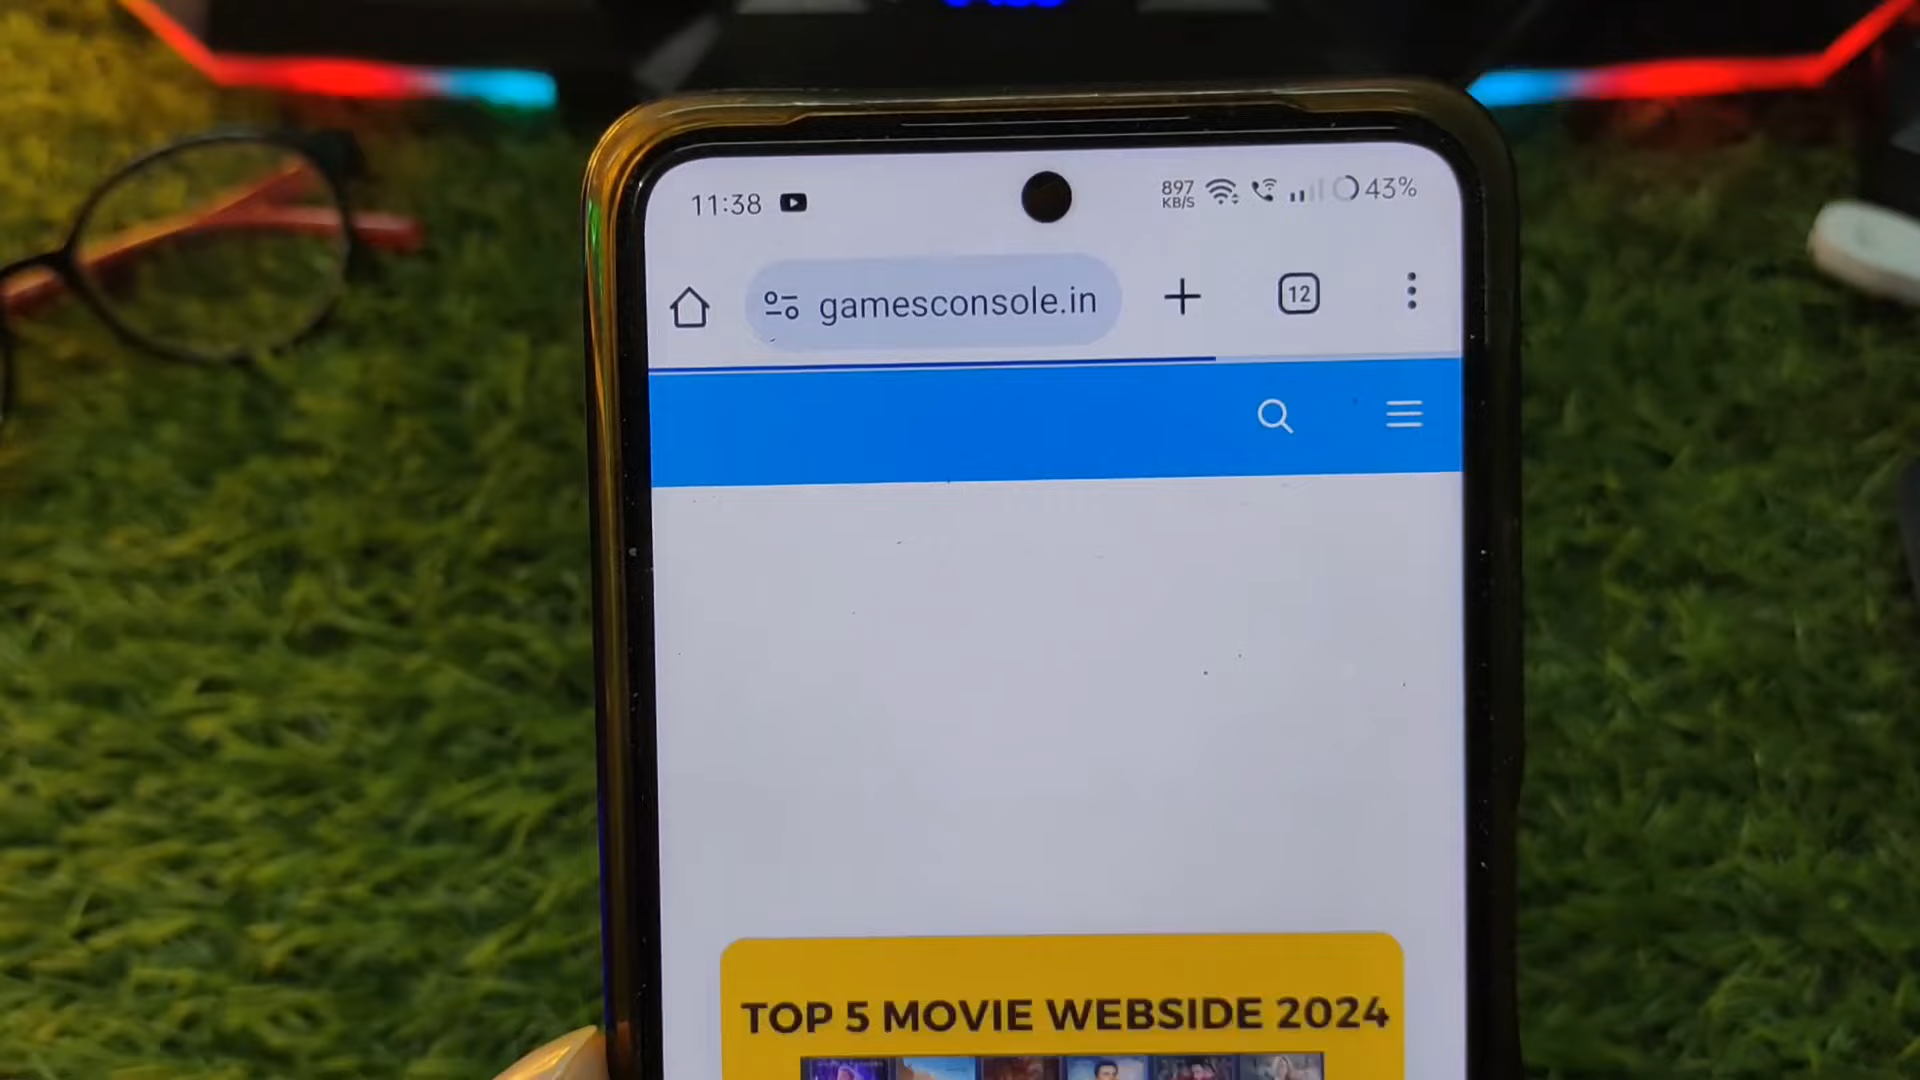 11:38
897
KB/S
43%
gamesconsole.in
12
TOP 5 MOVIE WEBSIDE 2024